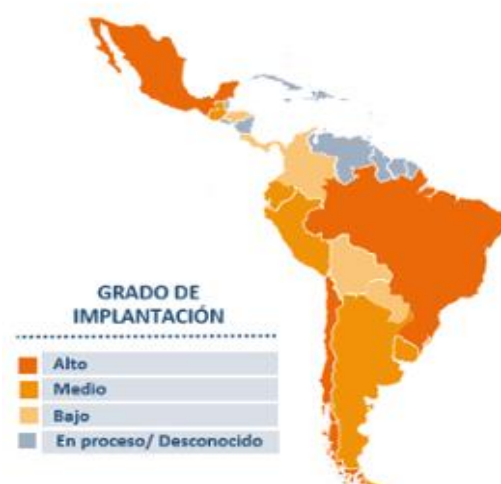 GRADO DE
IMPLANTACIÓN
Alto
Medio
Bajo
En proceso/ Desconocido